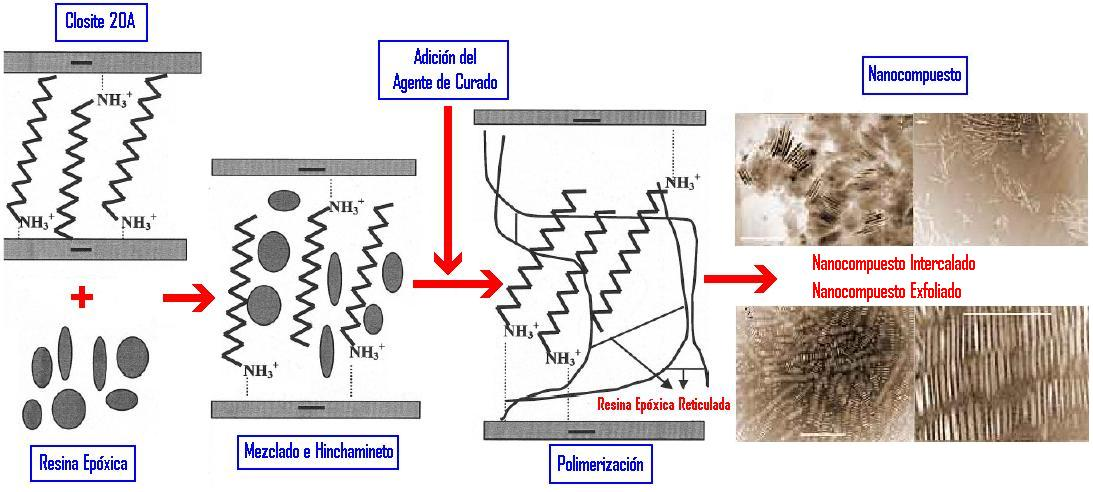 Closite 20A
NH₃⁺
NH₃⁺
NH₃⁺
+
Resina Epóxica
NH₃⁺
NH₃⁺
NH₃⁺
Mezclado e Hinchamineto
Adición del
Agente de Curado
NH₃⁺
NH₃⁺
NH₃⁺
Resina Epóxica Reticulada
Polimerización
Nanocompuesto
Nanocompuesto Intercalado
Nanocompuesto Exfoliado